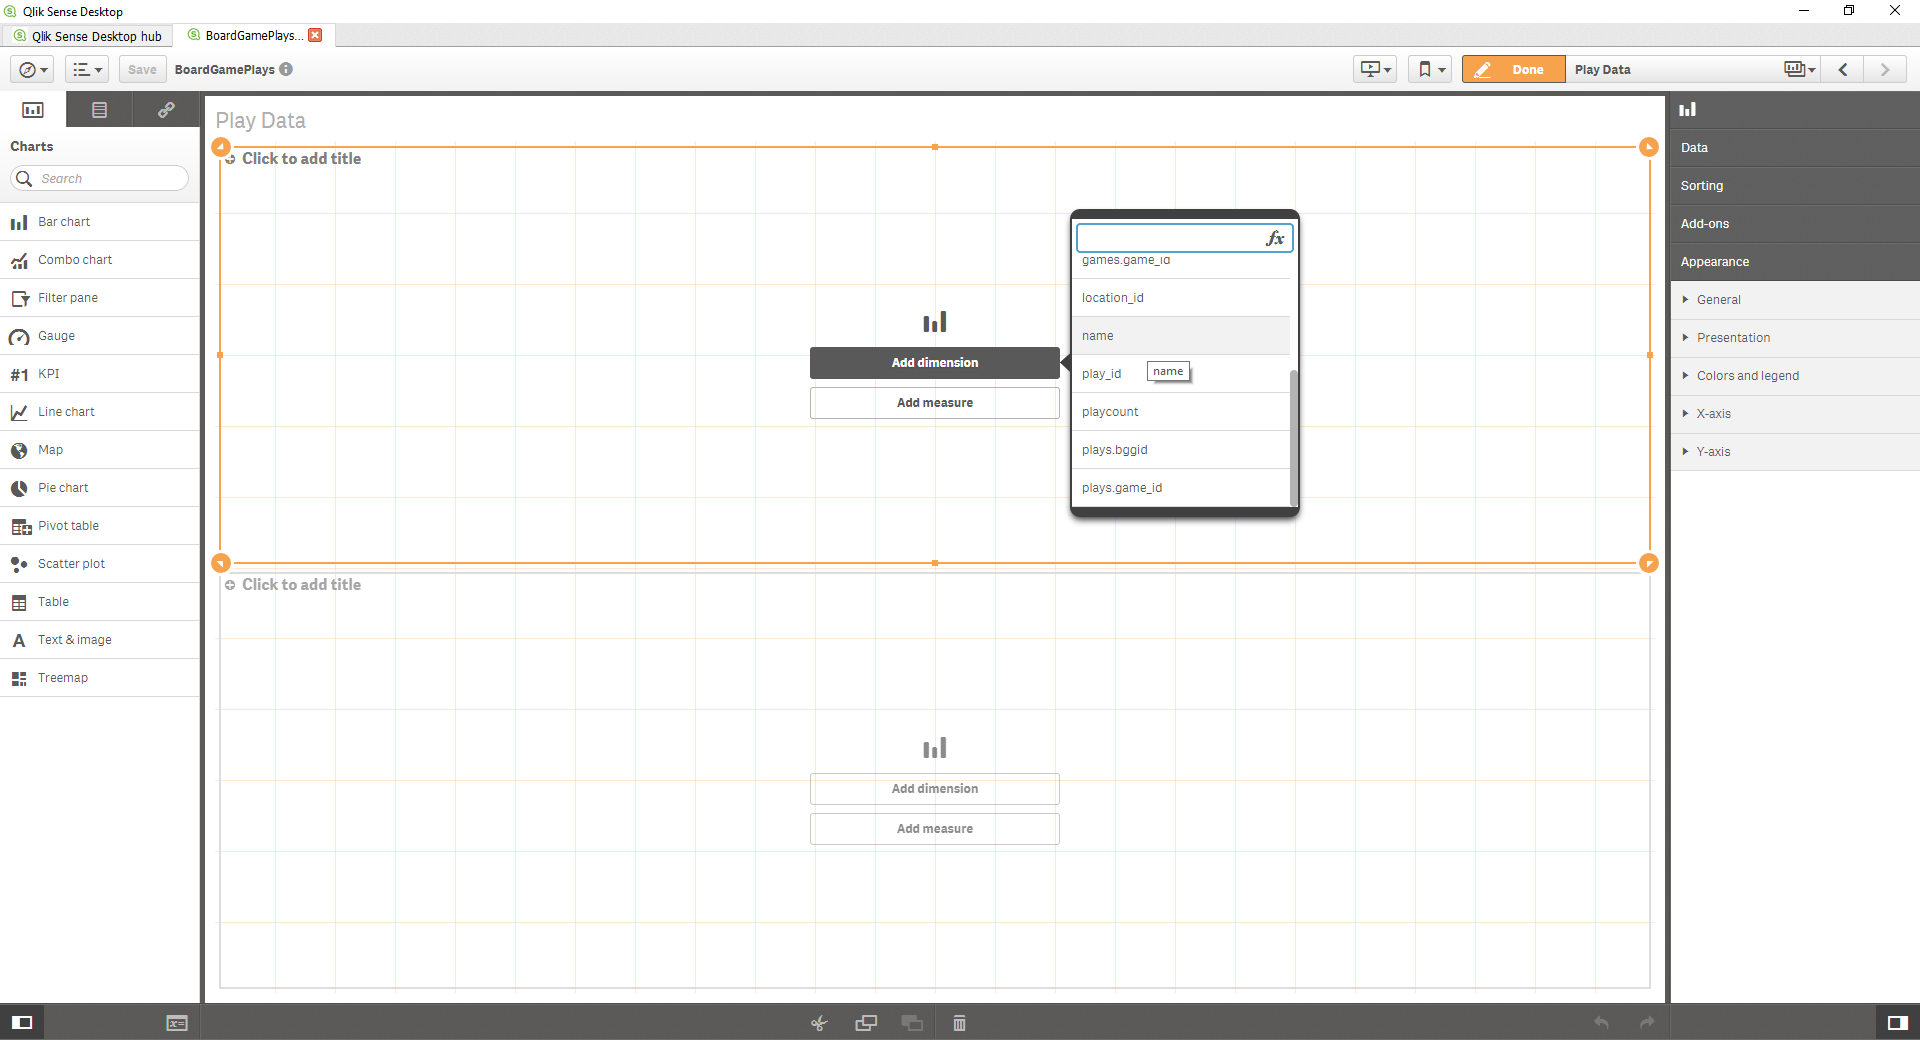 Qlik Sense Desktop
Qlik Sense Desktop hub
BoardGamePlays...
Save
BoardGamePlays
Done
Play Data
Charts
Search
Bar chart
Combo chart
Filter pane
Gauge
#1 KPI
Line chart
Map
Pie chart
Pivot table
Scatter plot
Table
A Text & image
Treemap
Play Data
Click to add title
Add dimension
Add measure
fx
games.game_id
location_id
name
play_id
name
playcount
plays.bggid
plays.game_id
Click to add title
Add dimension
Add measure
Data
Sorting
Add-ons
Appearance
General
Presentation
Colors and legend
X-axis
Y-axis
x=